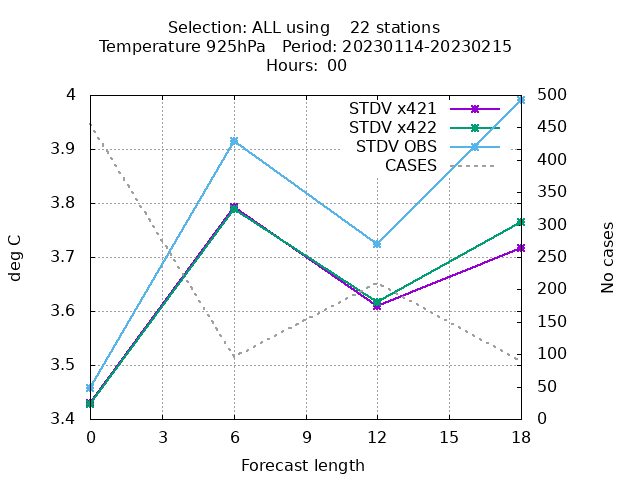 Selection: ALL using    22 stations
Temperature 925hPa   Period: 20230114-20230215
Hours: 00
STDV x421
STDV x422
STDV OBS
CASES
deg C
4
3.9
3.8
3.7
3.6
3.5
3.4
500
450
400
350
300
250
200
150
100
50
0
No cases
0 3 6 9 12 15 18
Forecast length